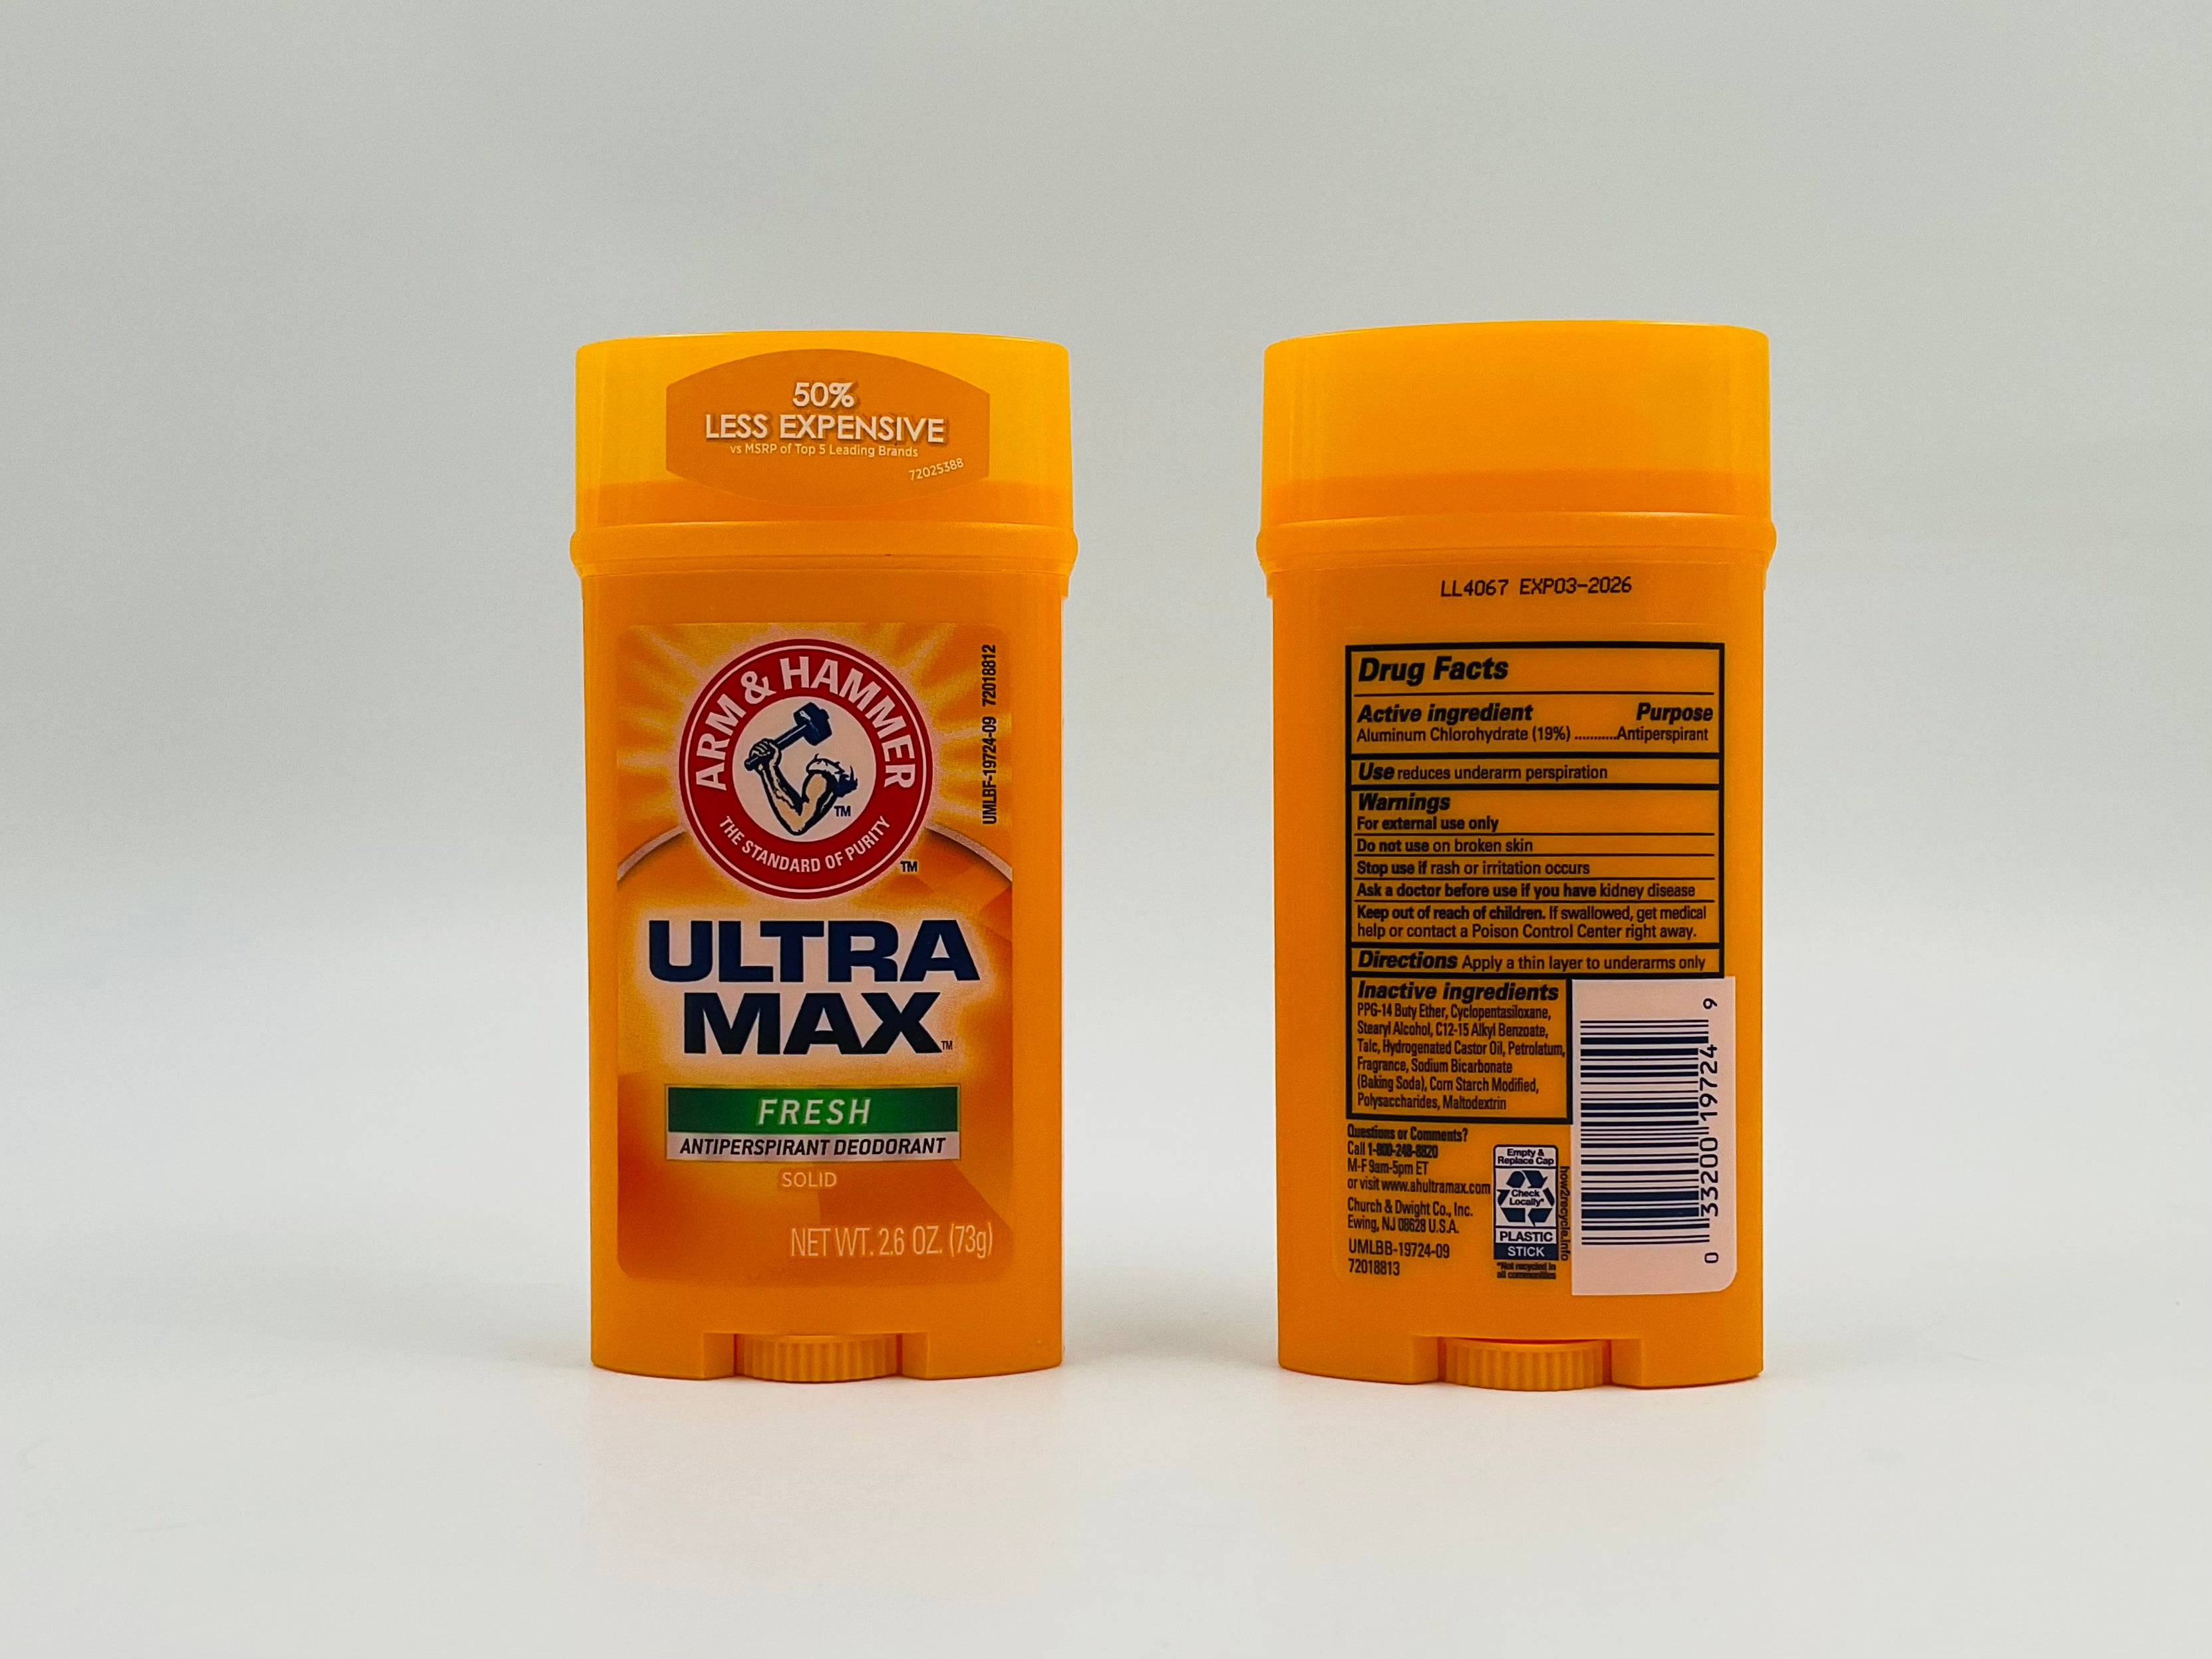 50%
LESS EXPENSIVE
vs MSRP of Top 5 Leading Brands
72025388
ARM & HAMMER
TM
THE STANDARD OF PURITY
TM
UMLBF-19724-09 72018812
ULTRA
MAX TM
FRESH
ANTIPERSPIRANT DEODORANT
SOLID
NET WT. 2.6 OZ. (73g)
LL4067 EXP03-2026
Drug Facts
Active ingredient Purpose
Aluminum Chlorohydrate (19%) ..........Antiperspirant
Use reduces underarm perspiration
Warnings
For external use only
Do not use on broken skin
Stop use if rash or irritation occurs
Ask a doctor before use if you have kidney disease
Keep out of reach of children. If swallowed, get medical
help or contact a Poison Control Center right away.
Directions Apply a thin layer to underarms only
Inactive ingredients
PPG-14 Buty Ether, Cyclopentasiloxane,
Stearyl Alcohol, C12-15 Alkyl Benzoate,
Talc, Hydrogenated Castor Oil, Petrolatum,
Fragrance, Sodium Bicarbonate
(Baking Soda), Corn Starch Modified,
Polysaccharides, Maltodextrin
Questions or Comments?
Call 1-800-248-8820
M-F 9am-5pm ET
or visit www.ahultramax.com
Church & Dwight Co., Inc.
Ewing, NJ 08628 U.S.A.
UMLBB-19724-09
72018813
Empty &
Replace Cap
Check
Locally*
PLASTIC
STICK
*Not recycled in
all communities
how2recycle.info
0 33200 19724 9